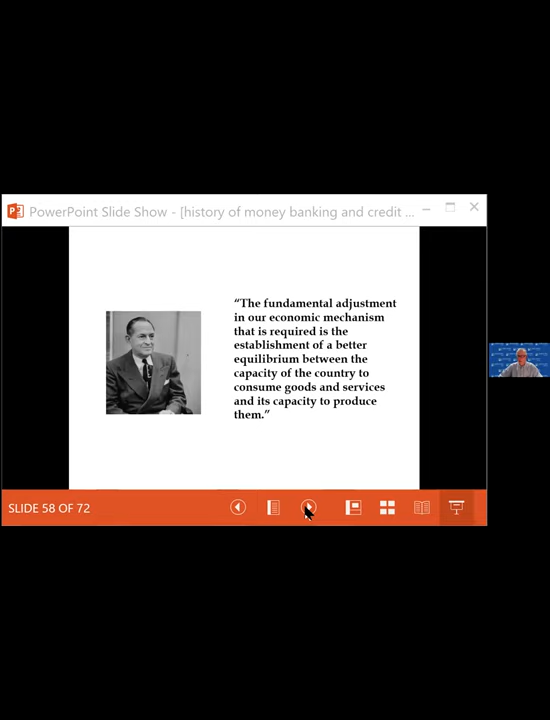 PowerPoint Slide Show - [history of money banking and credit ...
“The fundamental adjustment
in our economic mechanism
that is required is the
establishment of a better
equilibrium between the
capacity of the country to
consume goods and services
and its capacity to produce
them.”
SLIDE 58 OF 72